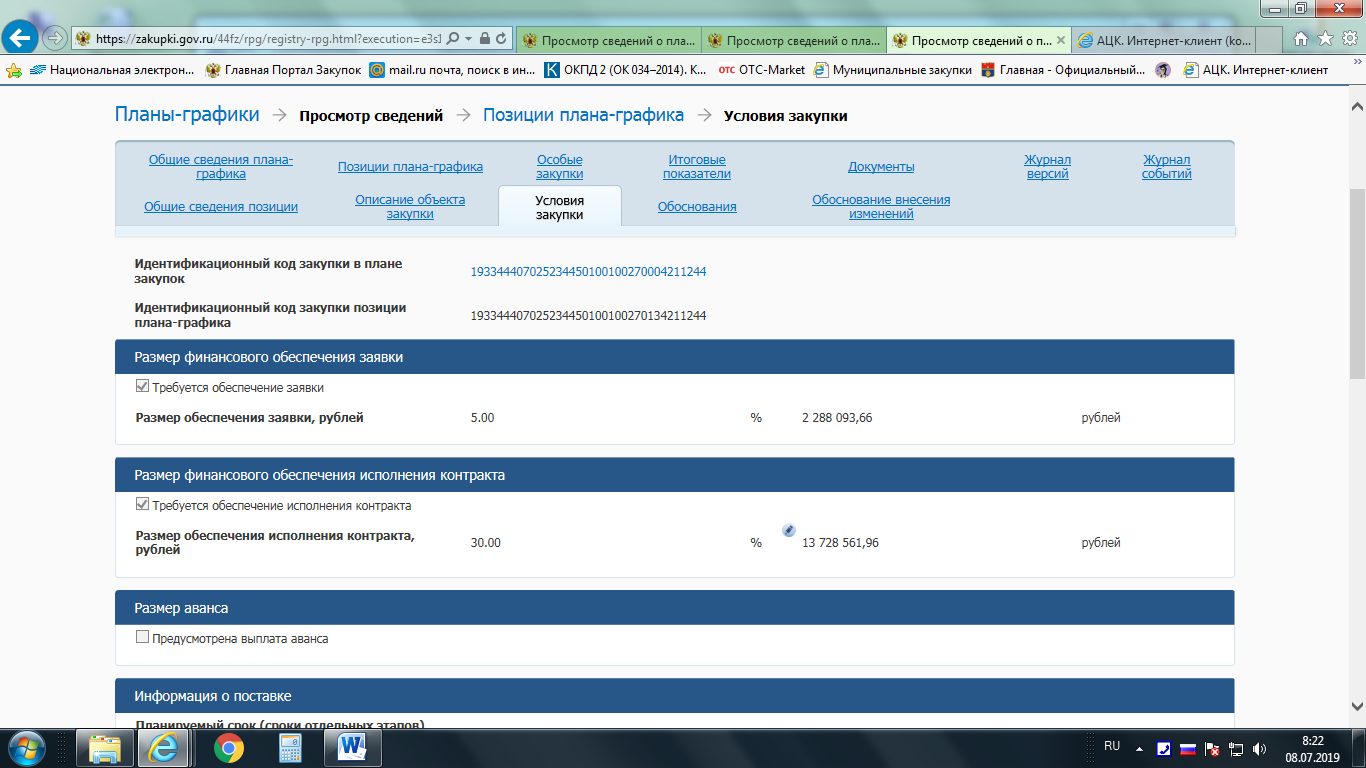 https://zakupki.gov.ru/44fz/rpg/registry-rpg.html?execution=e3s1
Просмотр сведений о пла...
Просмотр сведений о пла...
Просмотр сведений о п...
АЦК. Интернет-клиент (ко...
Национальная электрон...
Главная Портал Закупок
mail.ru почта, поиск в ин...
ОКПД 2 (ОК 034–2014). К...
ОТС ОТС-Market
Муниципальные закупки
Главная - Официальный...
АЦК. Интернет-клиент
Планы-графики → Просмотр сведений → Позиции плана-графика → Условия закупки
Общие сведения плана-
графика
Позиции плана-графика
Особые
закупки
Итоговые
показатели
Документы
Журнал
версий
Журнал
событий
Общие сведения позиции
Описание объекта
закупки
Условия
закупки
Обоснования
Обоснование внесения
изменений
Идентификационный код закупки в плане
закупок
193344407025234450100100270004211244
Идентификационный код закупки позиции
плана-графика
193344407025234450100100270134211244
Размер финансового обеспечения заявки
Требуется обеспечение заявки
Размер обеспечения заявки, рублей 5.00 % 2 288 093,66 рублей
Размер финансового обеспечения исполнения контракта
Требуется обеспечение исполнения контракта
Размер обеспечения исполнения контракта,
рублей
30.00 % 13 728 561,96 рублей
Размер аванса
Предусмотрена выплата аванса
Информация о поставке
Планируемый срок (сроки отдельных этапов)
RU
8:22
08.07.2019